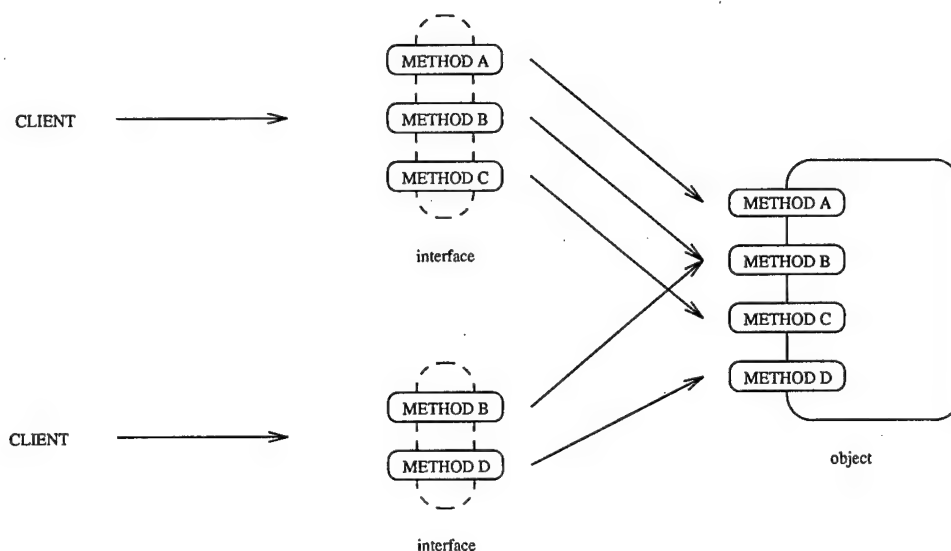 METHOD A
CLIENT
METHOD B
METHOD C
interface
METHOD A
METHOD B
METHOD C
METHOD D
object
CLIENT
METHOD B
METHOD D
interface